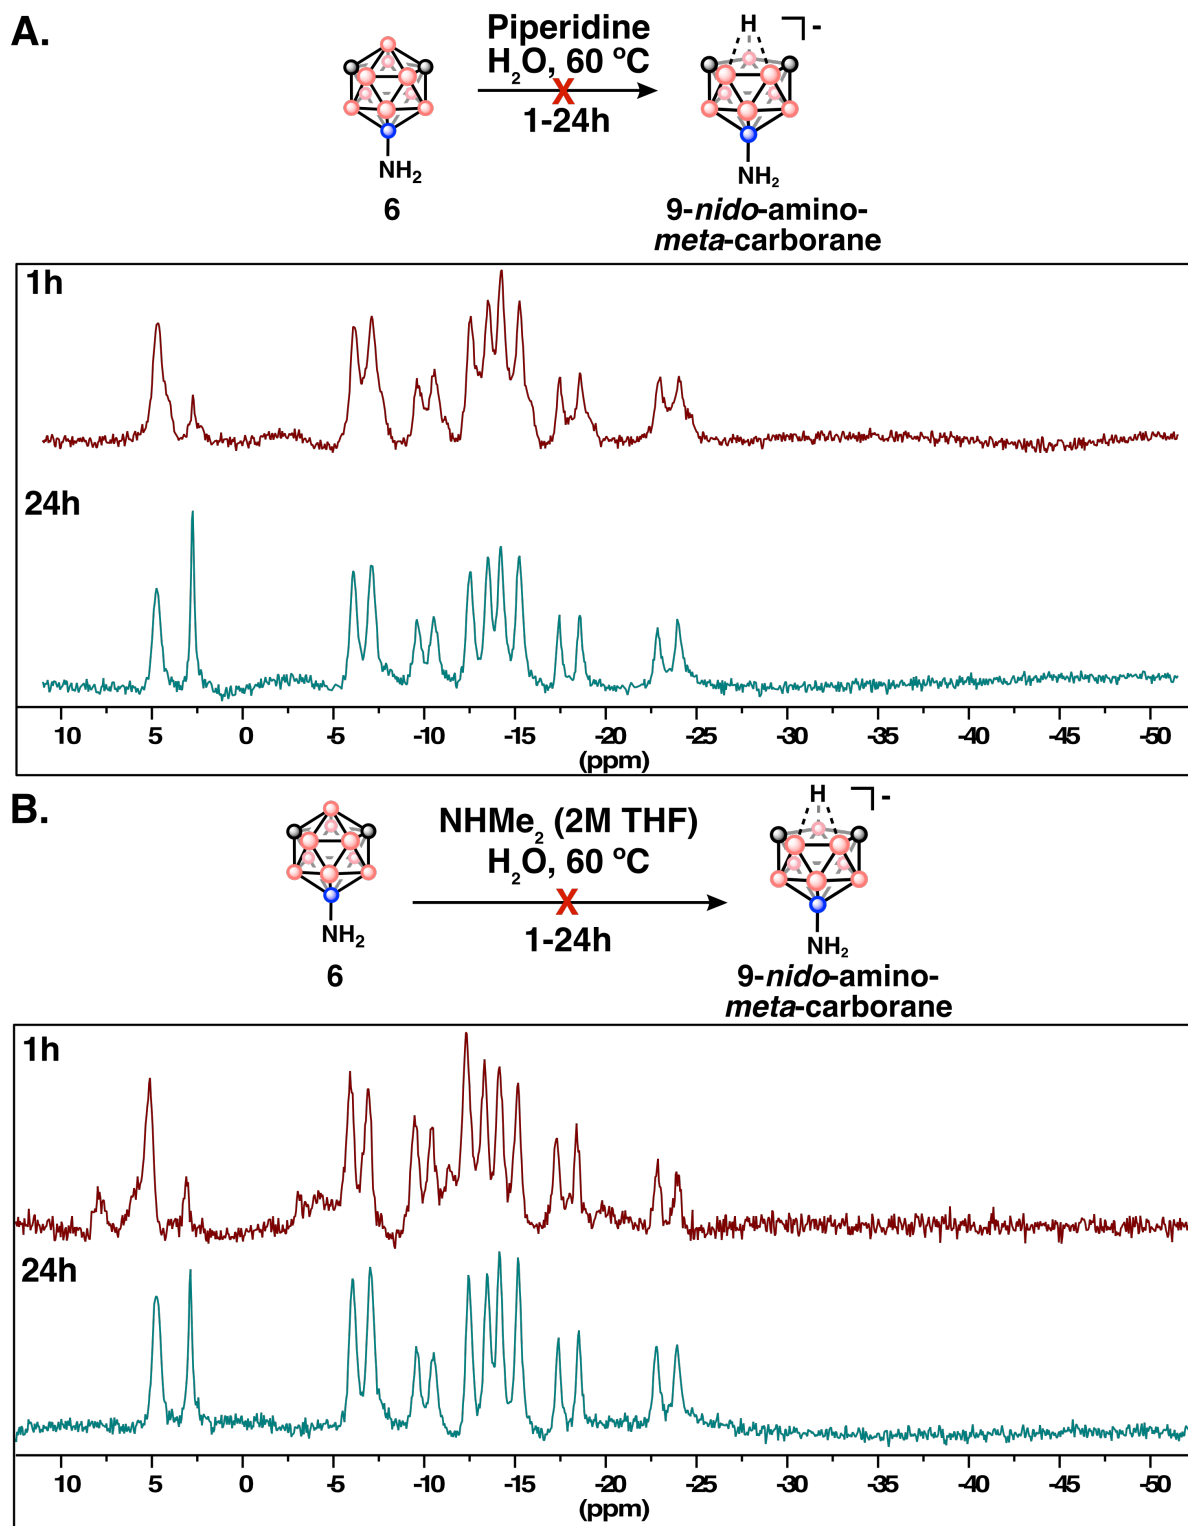 A.
Piperidine
H2O, 60 ºC
X
1-24h
H
-
NH2
NH2
6
9-nido-amino-
meta-carborane
1h
24h
10 5 0 -5 -10 -15 -20 -25 -30 -35 -40 -45 -50
(ppm)
B.
NHMe2 (2M THF)
H2O, 60 ºC
X
1-24h
H
-
NH2
NH2
6
9-nido-amino-
meta-carborane
1h
24h
10 5 0 -5 -10 -15 -20 -25 -30 -35 -40 -45 -50
(ppm)